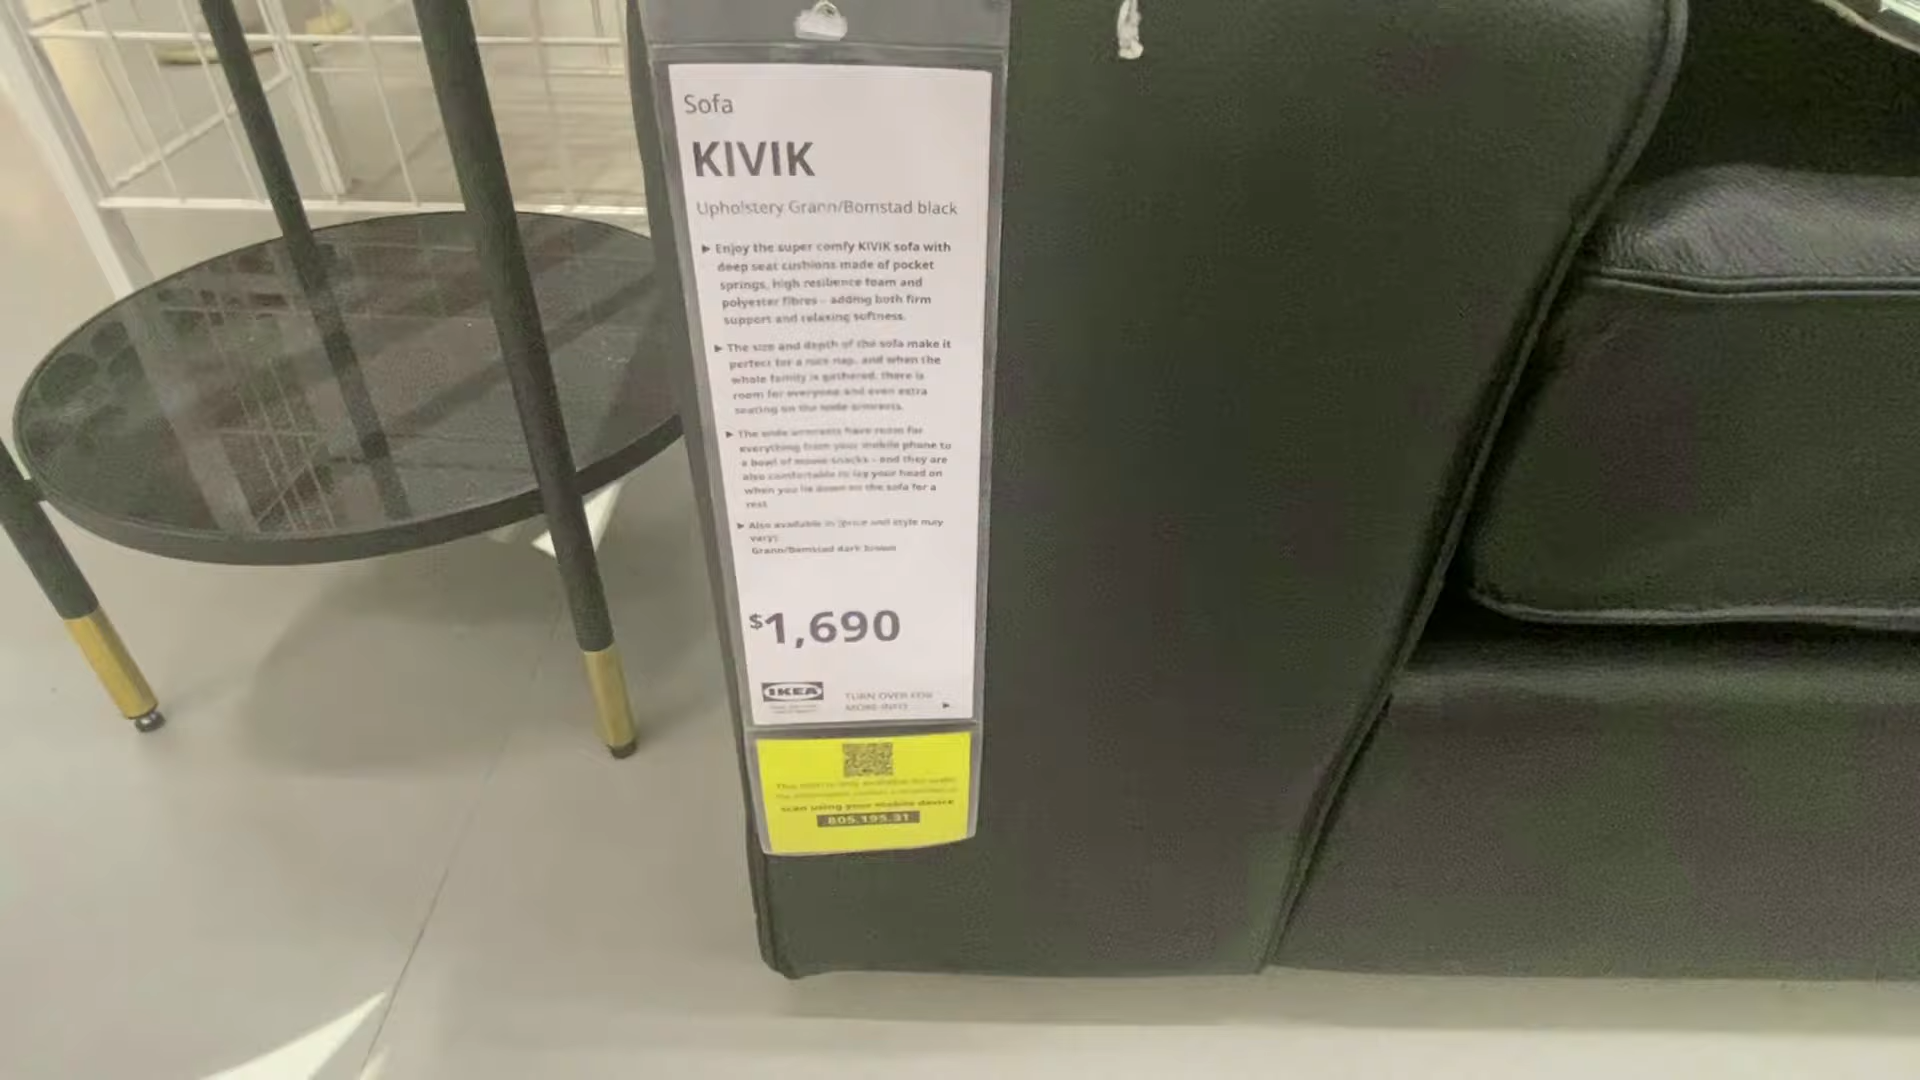 Sofa
KIVIK
Upholstery Grann/Bomstad black
▶ Enjoy the super comfy KIVIK sofa with
deep seat cushions made of pocket
springs, high resilience foam and
polyester fibres – adding both firm
support and relaxing softness.
▶ The size and depth of the sofa make it
perfect for a nice nap, and when the
whole family is gathered, there is
room for everyone and even extra
seating on the wide armrests.
▶ The wide armrests have room for
everything from your mobile phone to
a bowl of movie snacks – and they are
also comfortable to lay your head on
when you lie down on the sofa for a
rest
▶ Also available in (price and style may
vary):
Grann/Bomstad dark brown
$1,690
IKEA
TURN OVER FOR
MORE INFO ▶
scan using your mobile device
805.195.31